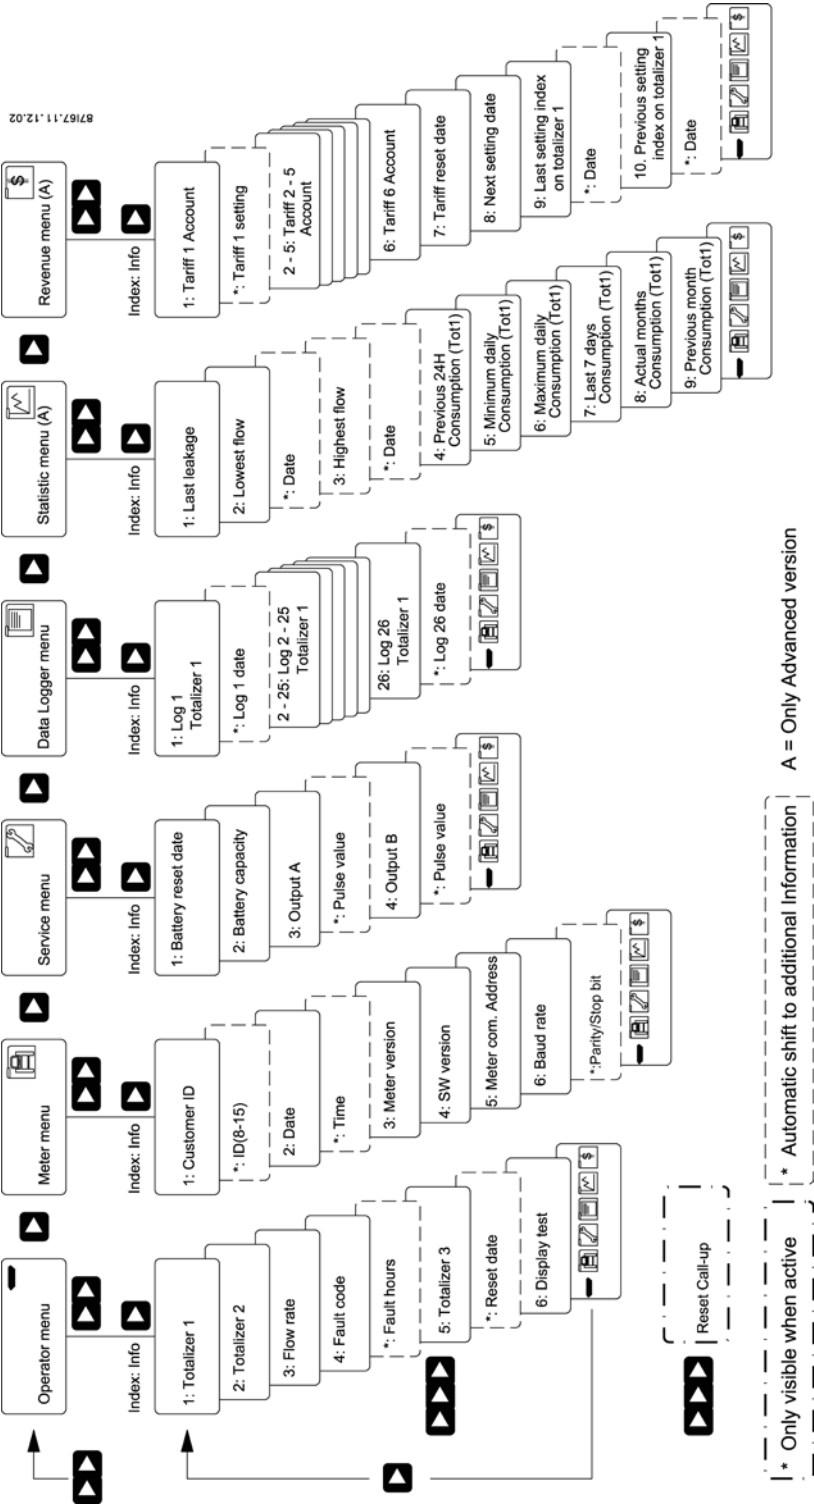 Operator menu
Index: Info
1: Totalizer 1
2: Totalizer 2
3: Flow rate
4: Fault code
*: Fault hours
5: Totalizer 3
*: Reset date
6: Display test
Meter menu
Index: Info
1: Customer ID
*: ID(8-15)
2: Date
*: Time
3: Meter version
4: SW version
5: Meter com. Address
6: Baud rate
*:Parity/Stop bit
Service menu
Index: Info
1: Battery reset date
2: Battery capacity
3: Output A
*: Pulse value
4: Output B
*: Pulse value
Data Logger menu
Index: Info
1: Log 1
Totalizer 1
*: Log 1 date
2 - 25: Log 2 - 25
Totalizer 1
26: Log 26
Totalizer 1
*: Log 26 date
Statistic menu (A)
Index: Info
1: Last leakage
2: Lowest flow
*: Date
3: Highest flow
*: Date
4: Previous 24H
Consumption (Tot1)
5: Minimum daily
Consumption (Tot1)
6: Maximum daily
Consumption (Tot1)
7: Last 7 days
Consumption (Tot1)
8: Actual months
Consumption (Tot1)
9: Previous month
Consumption (Tot1)
Revenue menu (A)
Index: Info
1: Tariff 1 Account
*: Tariff 1 setting
2 - 5: Tariff 2 - 5
Account
6: Tariff 6 Account
7: Tariff reset date
8: Next setting date
9: Last setting index
on totalizer 1
*: Date
10. Previous setting
index on totalizer 1
*: Date
87I67.11.12.02
Reset Call-up
* Only visible when active
* Automatic shift to additional Information
A = Only Advanced version